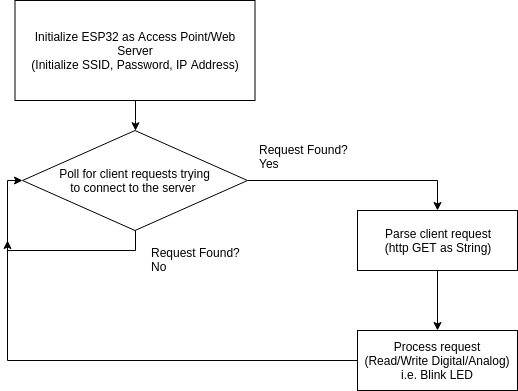 Initialize ESP32 as Access Point/Web
Server
(Initialize SSID, Password, IP Address)
Poll for client requests trying
to connect to the server
Request Found?
Yes
Request Found?
No
Parse client request
(http GET as String)
Process request
(Read/Write Digital/Analog)
i.e. Blink LED